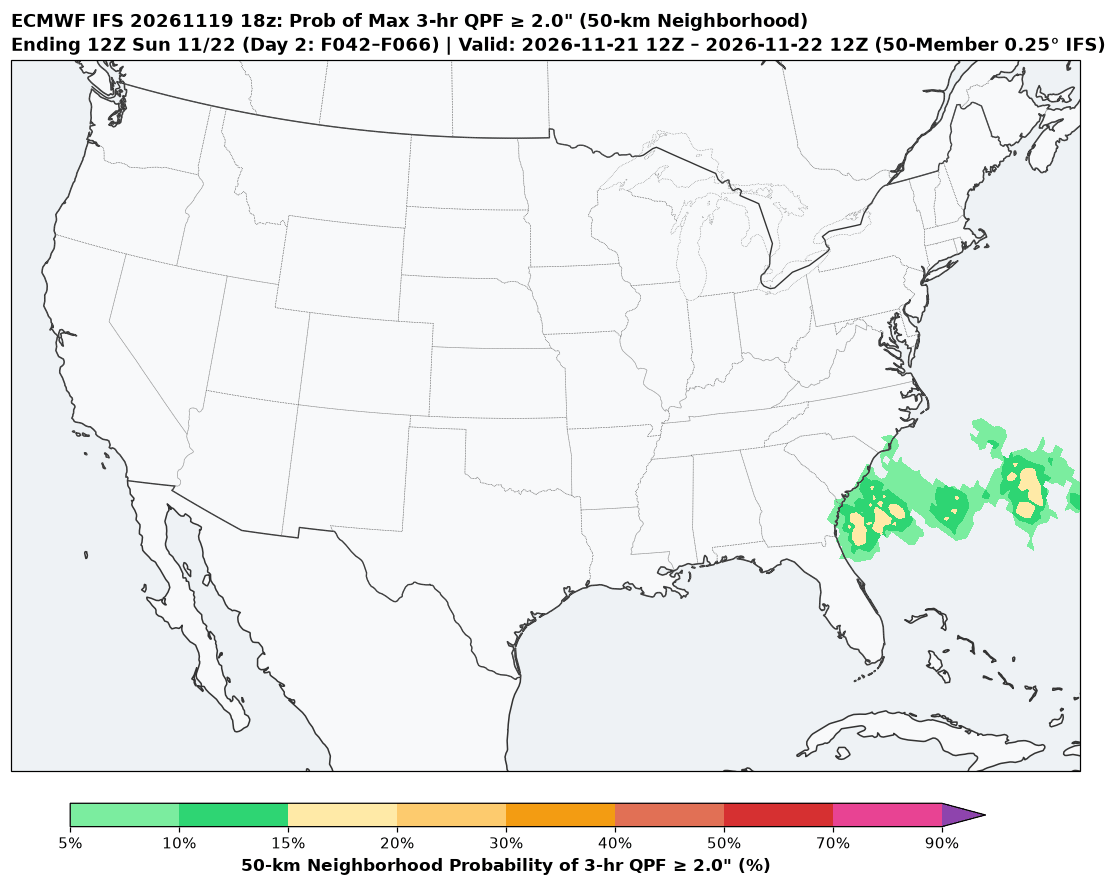 ECMWF IFS 20261119 18z: Prob of Max 3-hr QPF ≥ 2.0" (50-km Neighborhood)
Ending 12Z Sun 11/22 (Day 2: F042–F066) | Valid: 2026-11-21 12Z – 2026-11-22 12Z (50-Member 0.25° IFS)
5% 10% 15% 20% 30% 40% 50% 70% 90%
50-km Neighborhood Probability of 3-hr QPF ≥ 2.0" (%)